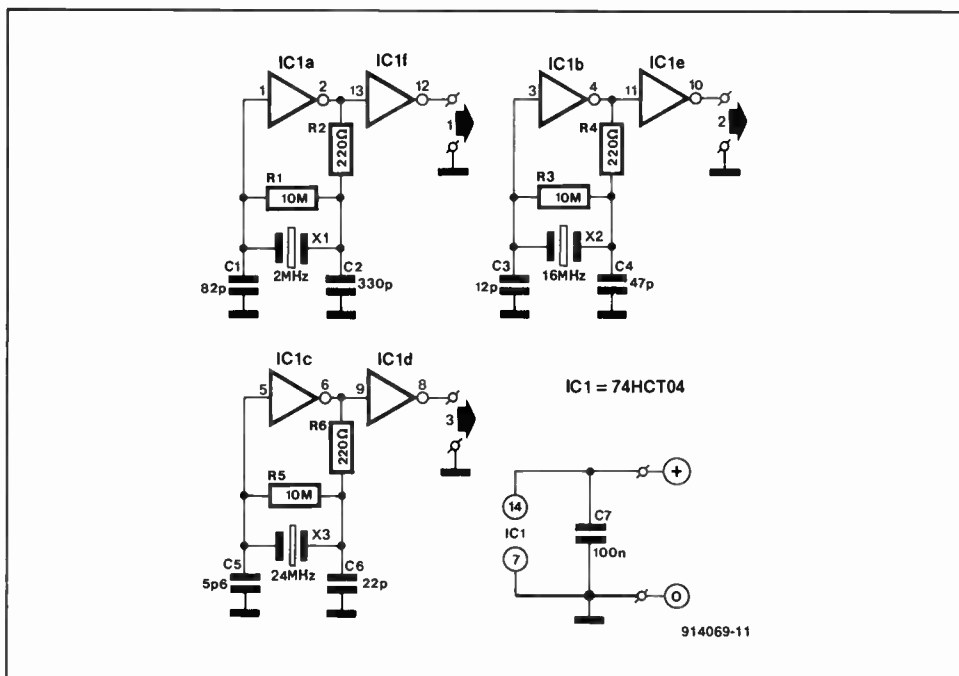 IC1a
IC1f
1
2
13
12
1
R2
220Ω
R1
10M
X1
2MHz
C1
82p
C2
330p
IC1b
IC1e
3
4
11
10
2
R4
220Ω
R3
10M
X2
16MHz
C3
12p
C4
47p
IC1c
IC1d
5
6
9
8
3
R6
220Ω
R5
10M
X3
24MHz
C5
5p6
C6
22p
IC1 = 74HCT04
14
IC1
7
C7
100n
+
0
914069-11